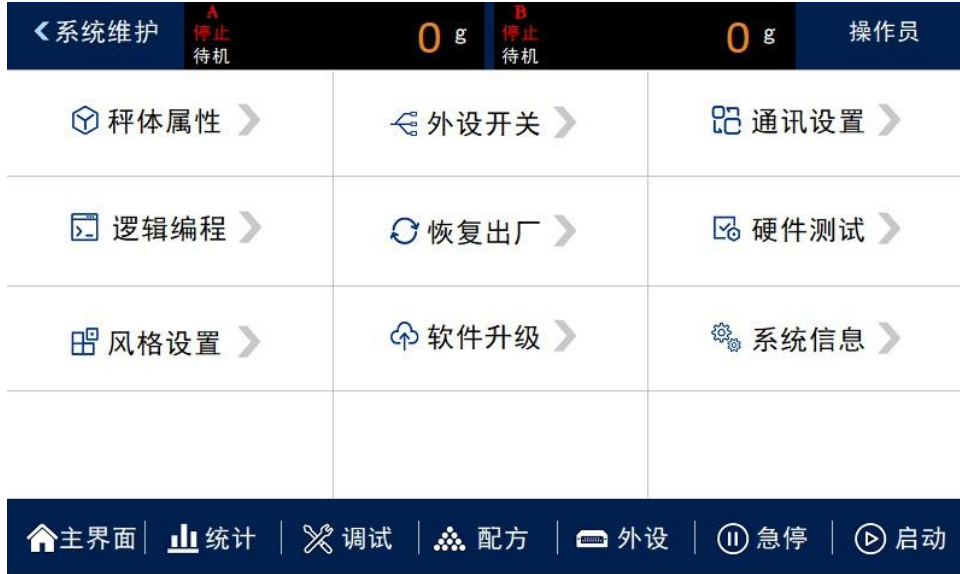 系统维护
A
停止
待机
0 g
B
停止
待机
0 g
操作员
秤体属性
外设开关
通讯设置
逻辑编程
恢复出厂
硬件测试
风格设置
软件升级
系统信息
主界面
统计
调试
配方
外设
急停
启动